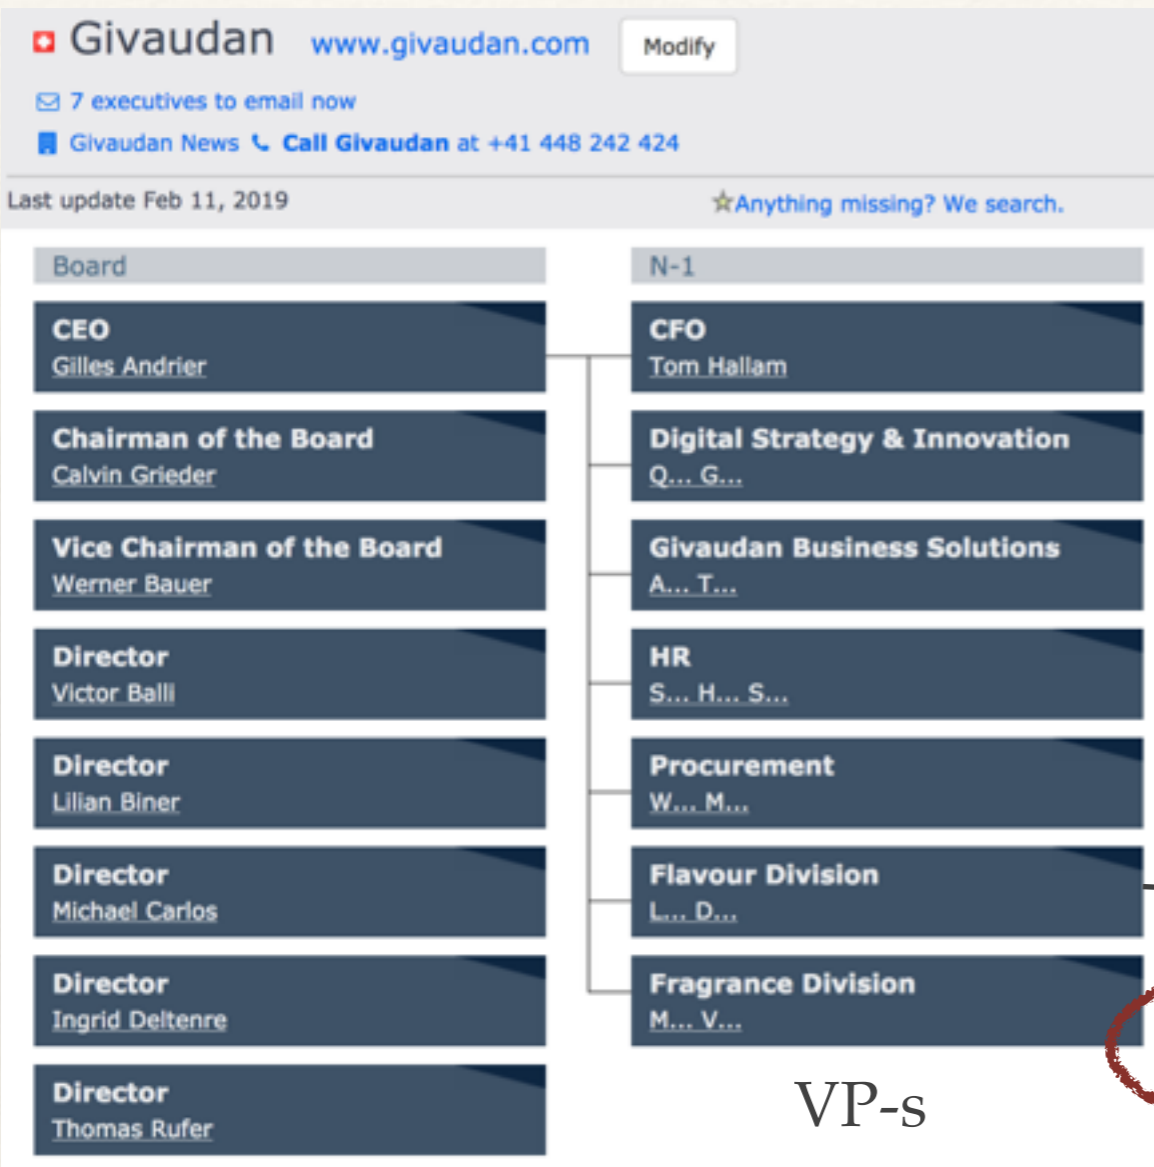 Givaudan www.givaudan.com Modify
7 executives to email now
Givaudan News Call Givaudan at +41 448 242 424
Last update Feb 11, 2019 Anything missing? We search.
Board
CEO
Gilles Andrier
Chairman of the Board
Calvin Grieder
Vice Chairman of the Board
Werner Bauer
Director
Victor Balli
Director
Lilian Biner
Director
Michael Carlos
Director
Ingrid Deltenre
Director
Thomas Rufer
N-1
CFO
Tom Hallam
Digital Strategy & Innovation
Q... G...
Givaudan Business Solutions
A... T...
HR
S... H... S...
Procurement
W... M...
Flavour Division
L... D...
Fragrance Division
M... V...
VP-s